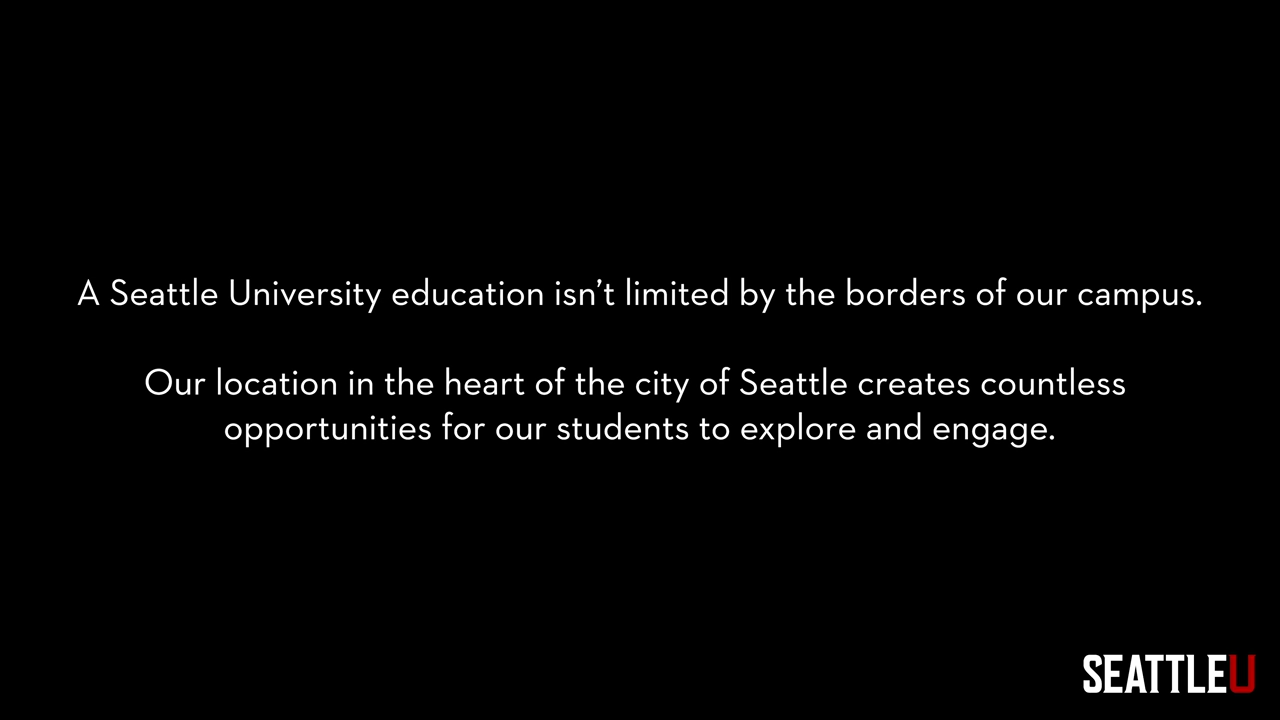 A Seattle University education isn’t limited by the borders of our campus.
Our location in the heart of the city of Seattle creates countless
opportunities for our students to explore and engage.
SEATTLEU